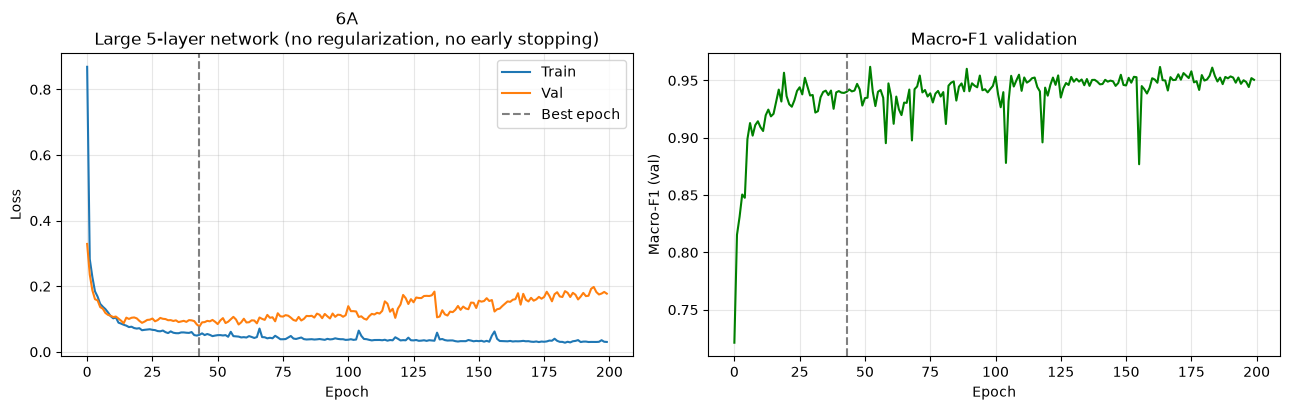 6A
Large 5-layer network (no regularization, no early stopping)
Loss
0.8
0.6
0.4
0.2
0.0
Train
Val
Best epoch
0 25 50 75 100 125 150 175 200
Epoch
Macro-F1 validation
Macro-F1 (val)
0.95
0.90
0.85
0.80
0.75
0 25 50 75 100 125 150 175 200
Epoch